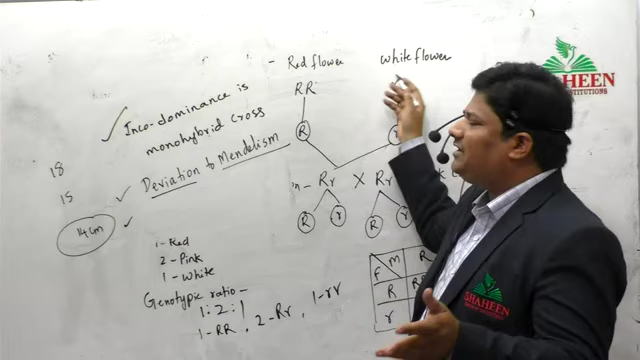 - Red flower
white flower
RR
SHAHEEN
INSTITUTIONS
Inco-dominance is
monohybrid cross
Deviation to Mendelism
18
15
14cm
R
Rr X Rr
R r R r
1-Red
2-Pink
1-White
Genotypic ratio -
1:2:1
1-RR, 2-Rr, 1-rr
M R
F
R
r
SHAHEEN